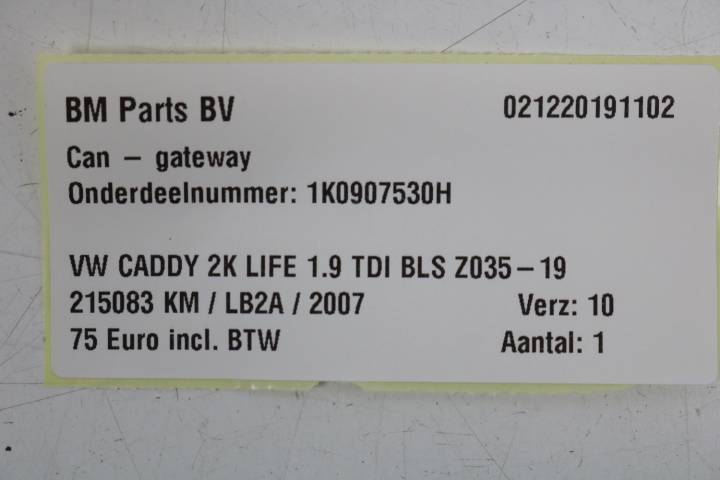 BM Parts BV 021220191102
Can – gateway
Onderdeelnummer: 1K0907530H
VW CADDY 2K LIFE 1.9 TDI BLS Z035–19
215083 KM / LB2A / 2007 Verz: 10
75 Euro incl. BTW Aantal: 1